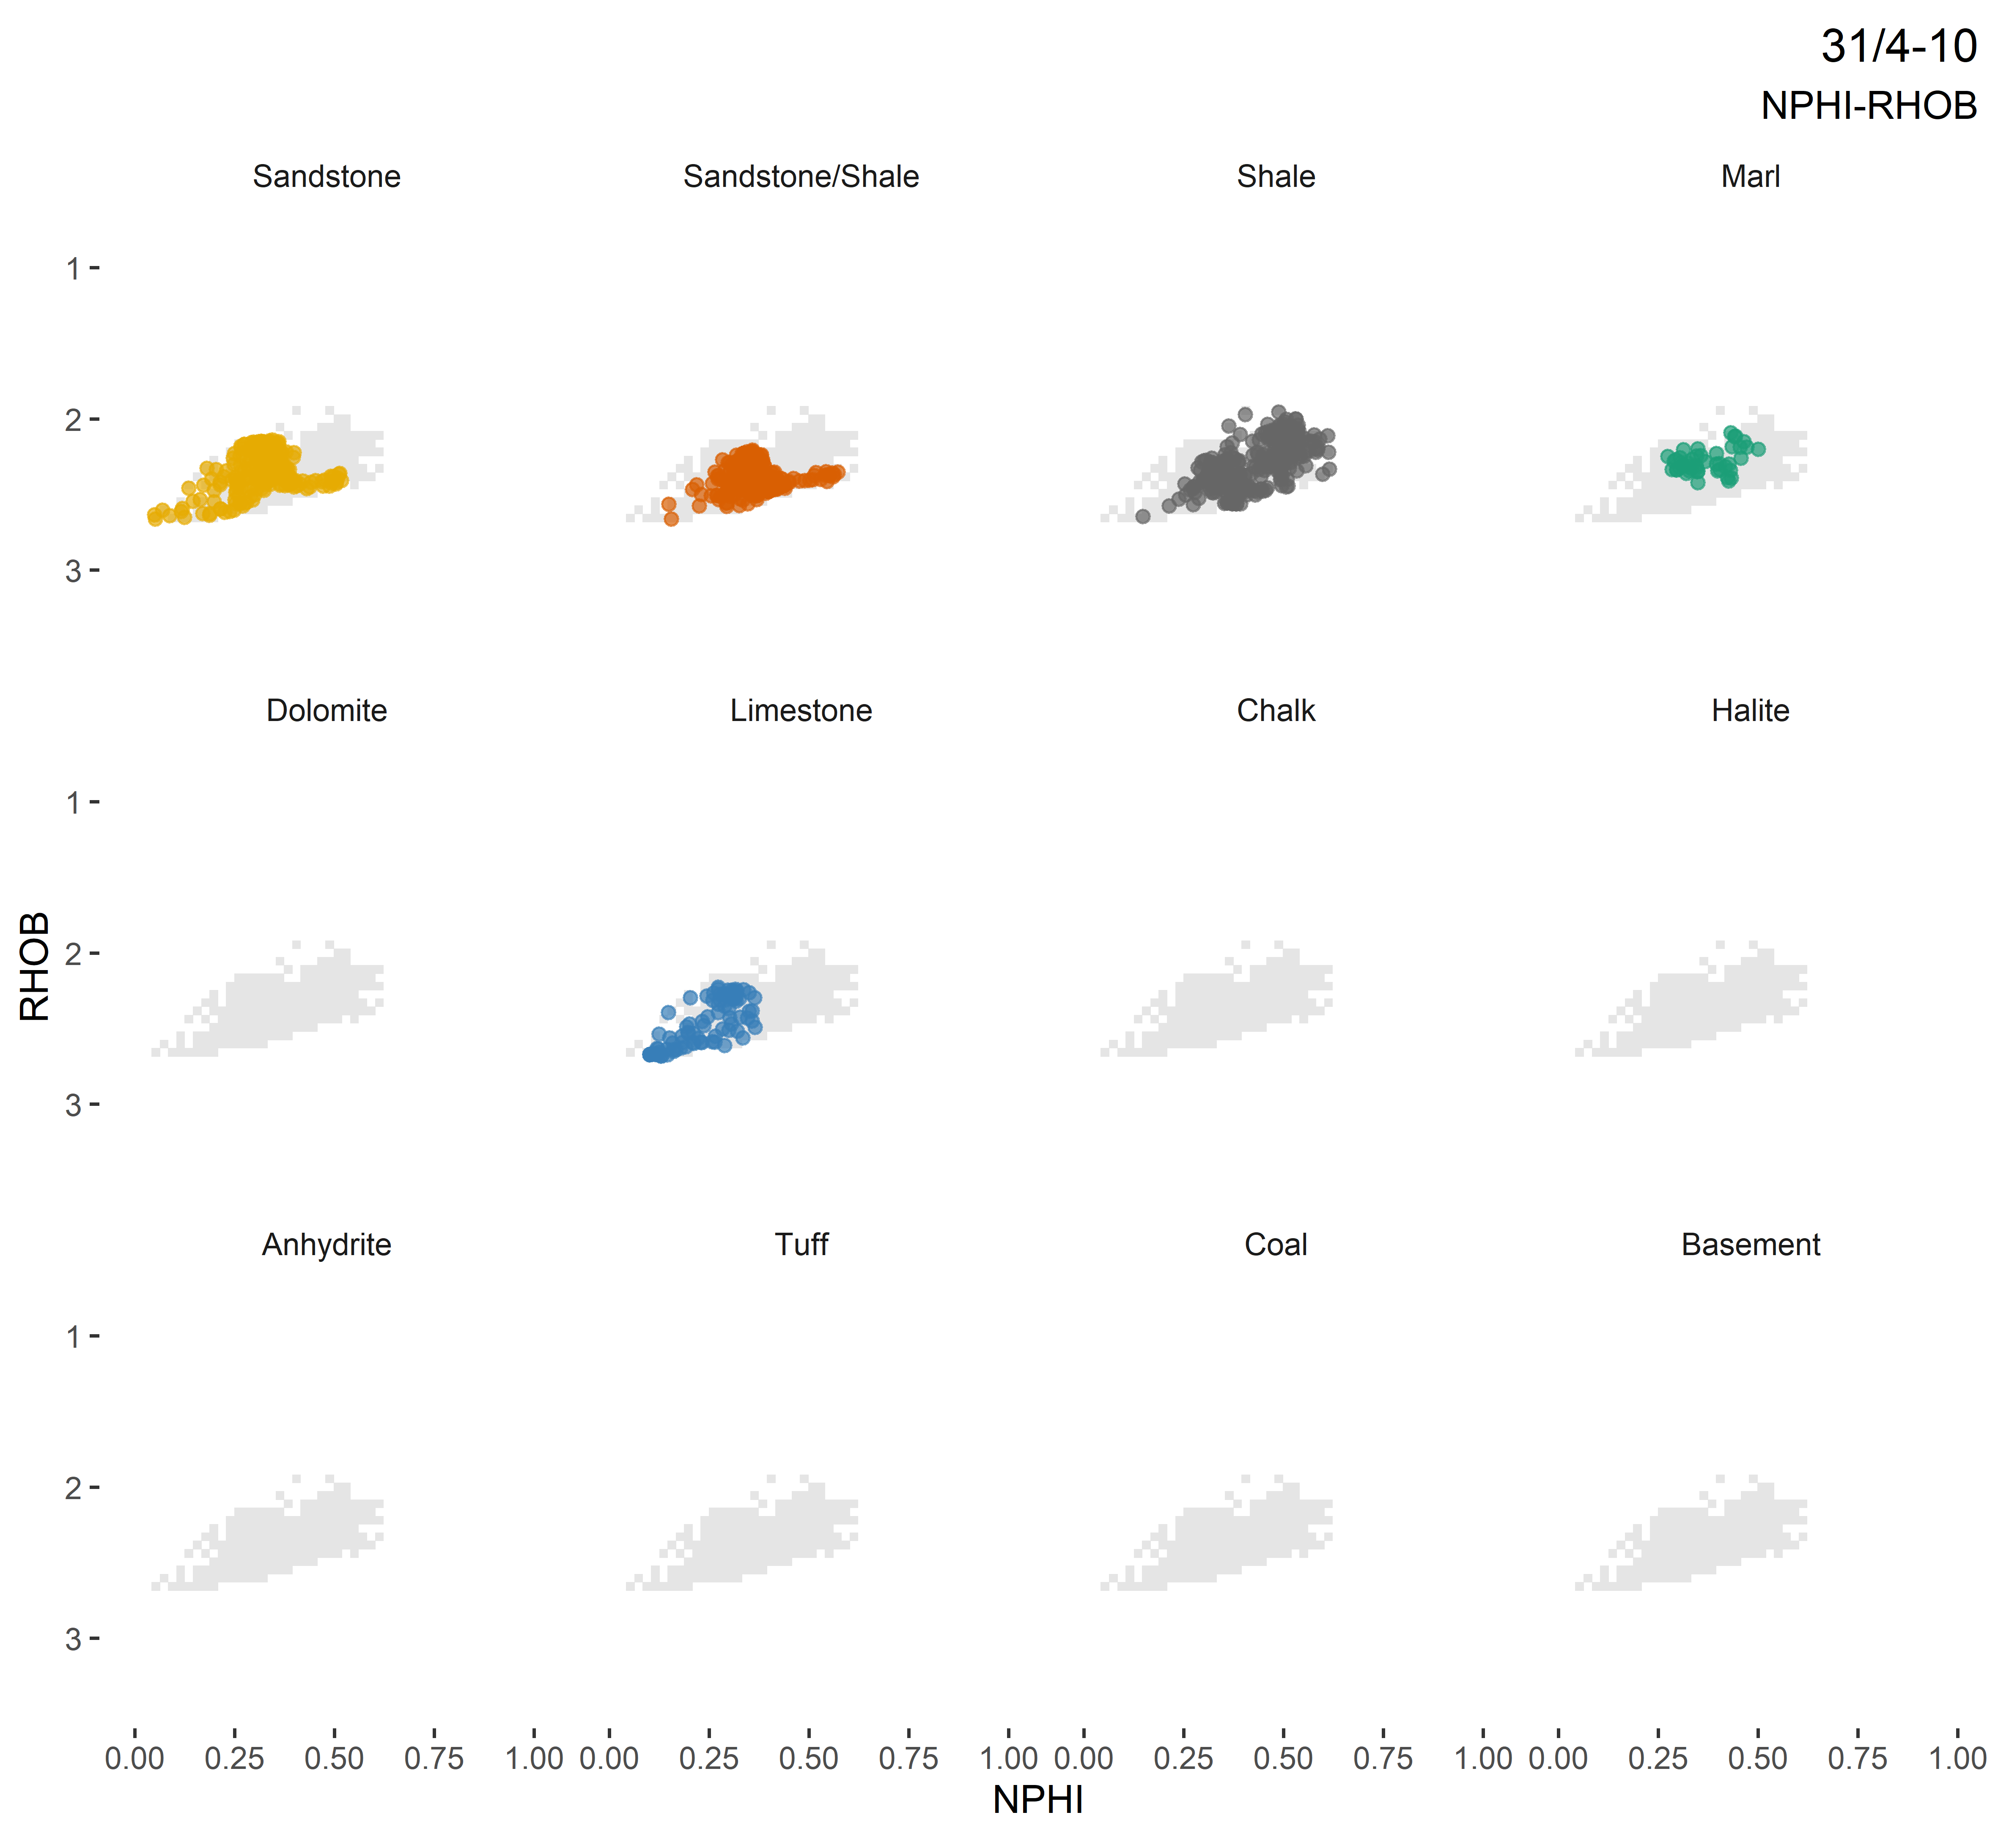 31/4-10
NPHI-RHOB
Sandstone Sandstone/Shale Shale Marl
1
2
3
Dolomite Limestone Chalk Halite
1
2
3
RHOB
Anhydrite Tuff Coal Basement
1
2
3
0.00 0.25 0.50 0.75 1.00 0.00 0.25 0.50 0.75 1.00 0.00 0.25 0.50 0.75 1.00 0.00 0.25 0.50 0.75 1.00
NPHI